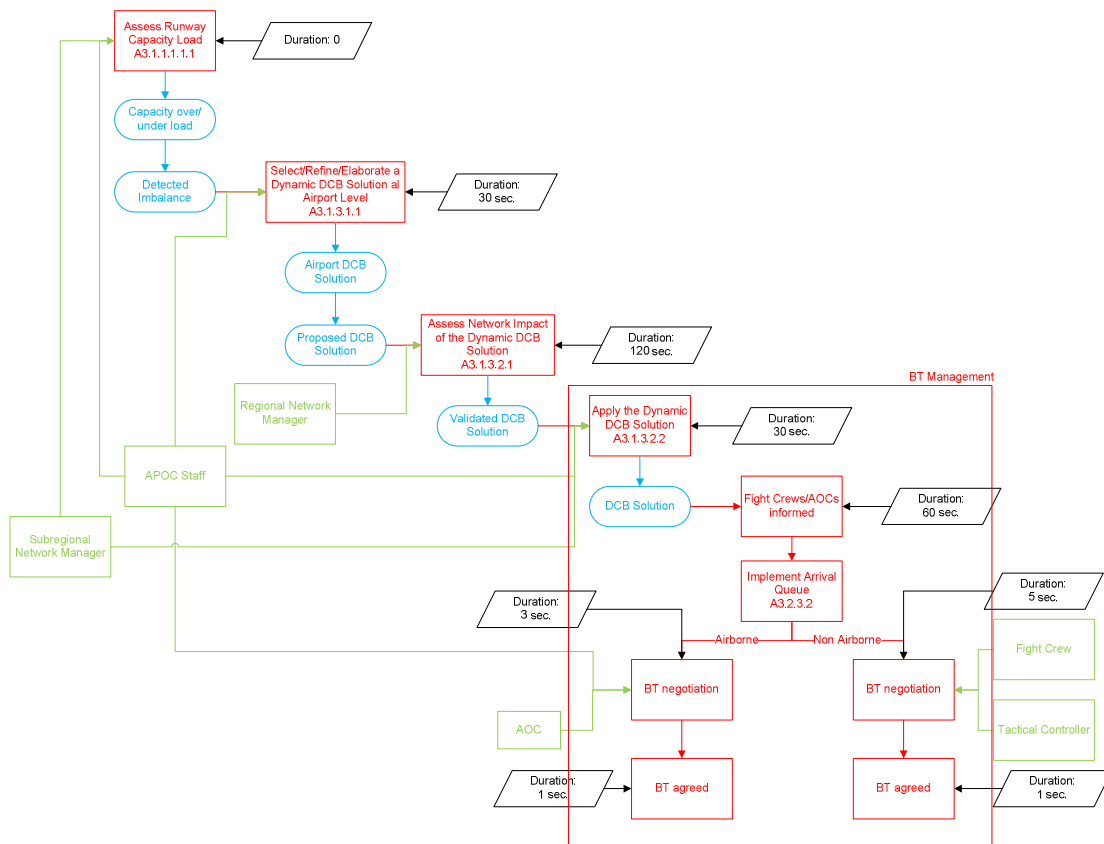 Assess Runway
Capacity Load
A3.1.1.1.1.1
Duration: 0
Capacity over/
under load
Detected
Imbalance
Select/Refine/Elaborate a
Dynamic DCB Solution al
Airport Level
A3.1.3.1.1
Duration:
30 sec.
Airport DCB
Solution
Proposed DCB
Solution
Assess Network Impact
of the Dynamic DCB
Solution
A3.1.3.2.1
Duration:
120 sec.
BT Management
Regional Network
Manager
Validated DCB
Solution
Apply the Dynamic
DCB Solution
A3.1.3.2.2
Duration:
30 sec.
APOC Staff
DCB Solution
Fight Crews/AOCs
informed
Duration:
60 sec.
Subregional
Network Manager
Implement Arrival
Queue
A3.2.3.2
Duration:
3 sec.
Duration:
5 sec.
Airborne
Non Airborne
Fight Crew
BT negotiation
BT negotiation
AOC
Tactical Controller
Duration:
1 sec.
BT agreed
BT agreed
Duration:
1 sec.